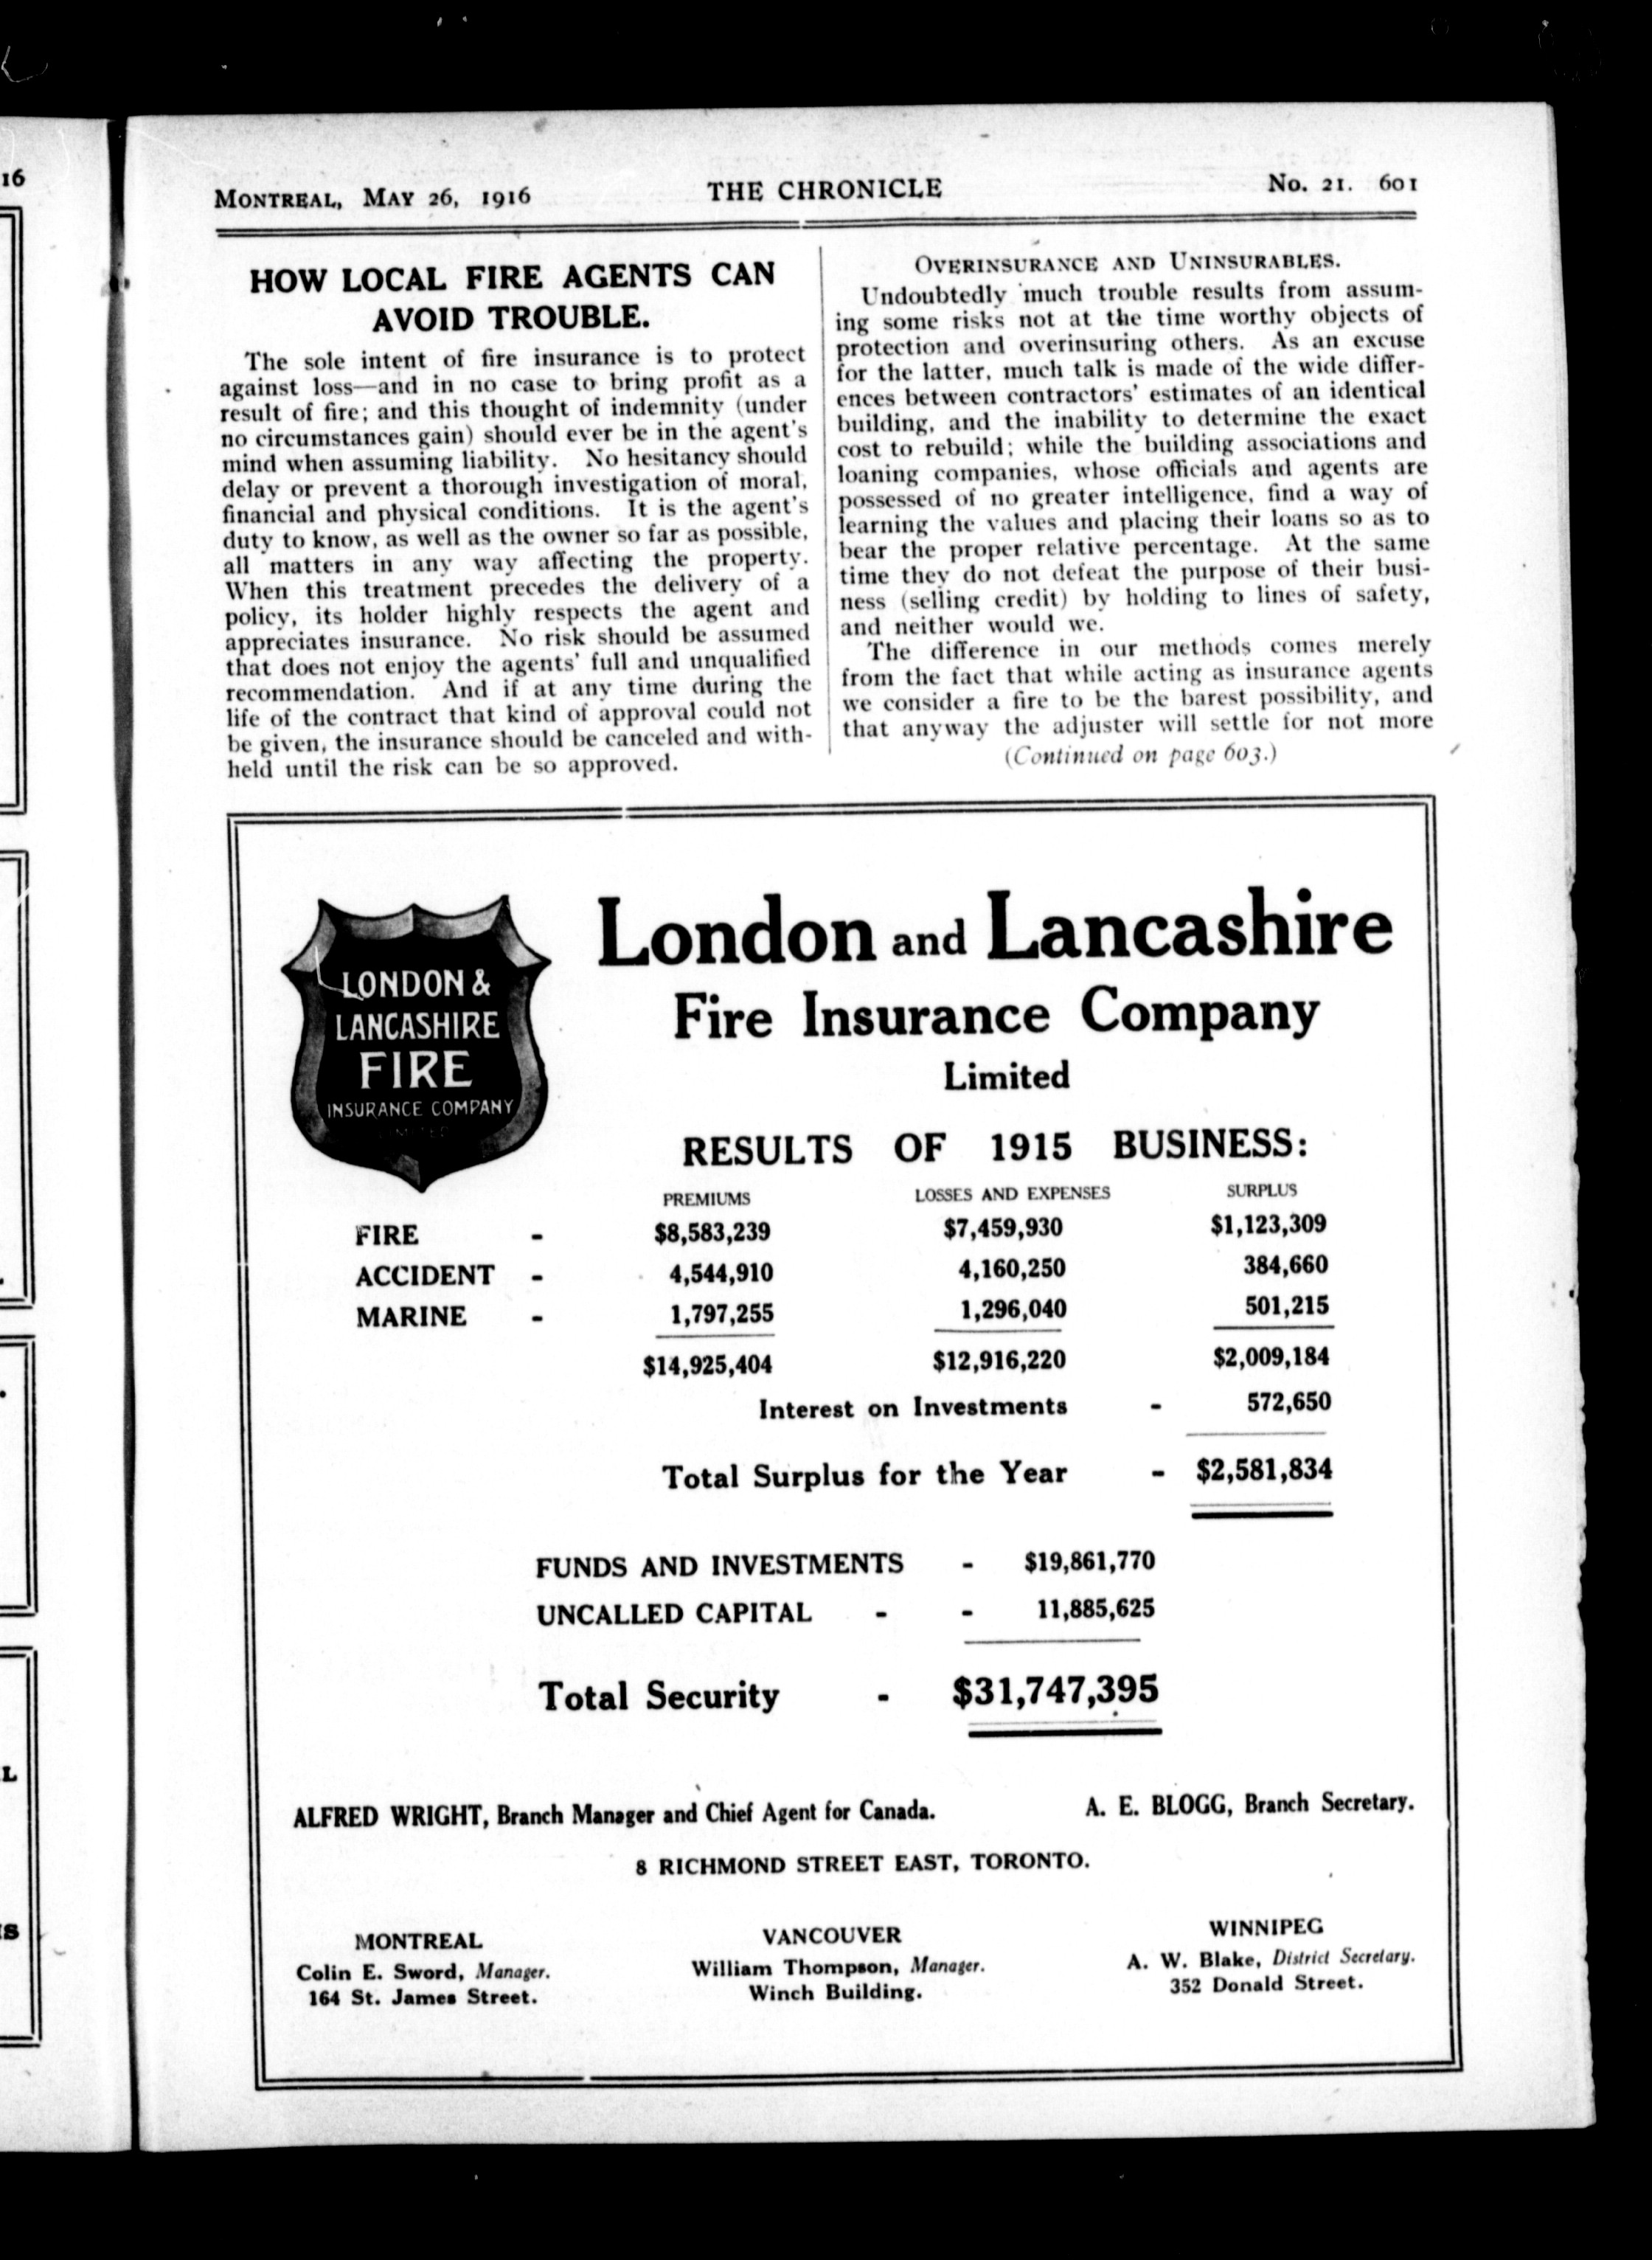 16
MONTREAL, MAY 26, 1916
THE CHRONICLE
No. 21. 601
HOW LOCAL FIRE AGENTS CAN
AVOID TROUBLE.
The sole intent of fire insurance is to protect
against loss—and in no case to bring profit as a
result of fire; and this thought of indemnity (under
no circumstances gain) should ever be in the agent's
mind when assuming liability. No hesitancy should
delay or prevent a thorough investigation of moral,
financial and physical conditions. It is the agent's
duty to know, as well as the owner so far as possible,
all matters in any way affecting the property.
When this treatment precedes the delivery of a
policy, its holder highly respects the agent and
appreciates insurance. No risk should be assumed
that does not enjoy the agents' full and unqualified
recommendation. And if at any time during the
life of the contract that kind of approval could not
be given, the insurance should be canceled and with-
held until the risk can be so approved.
OVERINSURANCE AND UNINSURABLES.
Undoubtedly much trouble results from assum-
ing some risks not at the time worthy objects of
protection and overinsuring others. As an excuse
for the latter, much talk is made of the wide differ-
ences between contractors' estimates of an identical
building, and the inability to determine the exact
cost to rebuild; while the building associations and
loaning companies, whose officials and agents are
possessed of no greater intelligence, find a way of
learning the values and placing their loans so as to
bear the proper relative percentage. At the same
time they do not defeat the purpose of their busi-
ness (selling credit) by holding to lines of safety,
and neither would we.
The difference in our methods comes merely
from the fact that while acting as insurance agents
we consider a fire to be the barest possibility, and
that anyway the adjuster will settle for not more
(Continued on page 603.)
LONDON &
LANCASHIRE
FIRE
INSURANCE COMPANY
LIMITED
London and Lancashire
Fire Insurance Company
Limited
RESULTS OF 1915 BUSINESS:
PREMIUMS LOSSES AND EXPENSES SURPLUS
FIRE - $8,583,239 $7,459,930 $1,123,309
ACCIDENT - 4,544,910 4,160,250 384,660
MARINE - 1,797,255 1,296,040 501,215
$14,925,404 $12,916,220 $2,009,184
Interest on Investments - 572,650
Total Surplus for the Year - $2,581,834
FUNDS AND INVESTMENTS - $19,861,770
UNCALLED CAPITAL - - 11,885,625
Total Security - $31,747,395
ALFRED WRIGHT, Branch Manager and Chief Agent for Canada.
A. E. BLOGG, Branch Secretary.
8 RICHMOND STREET EAST, TORONTO.
MONTREAL
Colin E. Sword, Manager.
164 St. James Street.
VANCOUVER
William Thompson, Manager.
Winch Building.
WINNIPEG
A. W. Blake, District Secretary.
352 Donald Street.